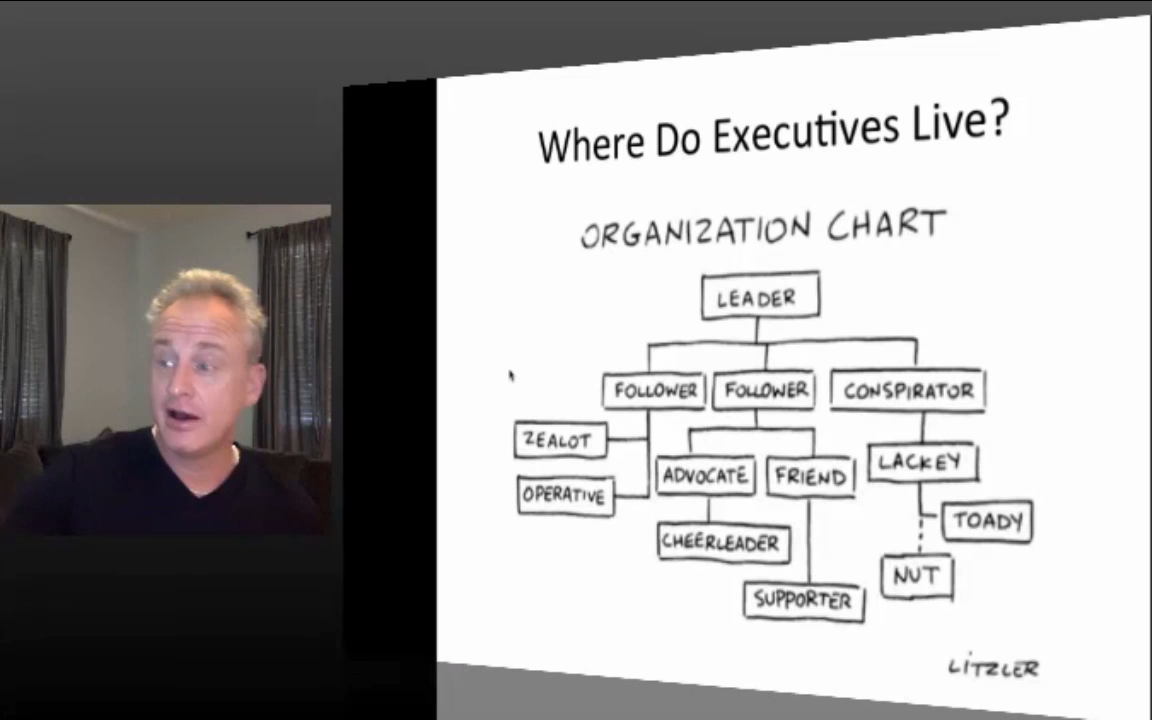 Where Do Executives Live?
ORGANIZATION CHART
LEADER
FOLLOWER FOLLOWER CONSPIRATOR
ZEALOT
ADVOCATE FRIEND LACKEY
OPERATIVE
TOADY
CHEERLEADER
NUT
SUPPORTER
LITZLER